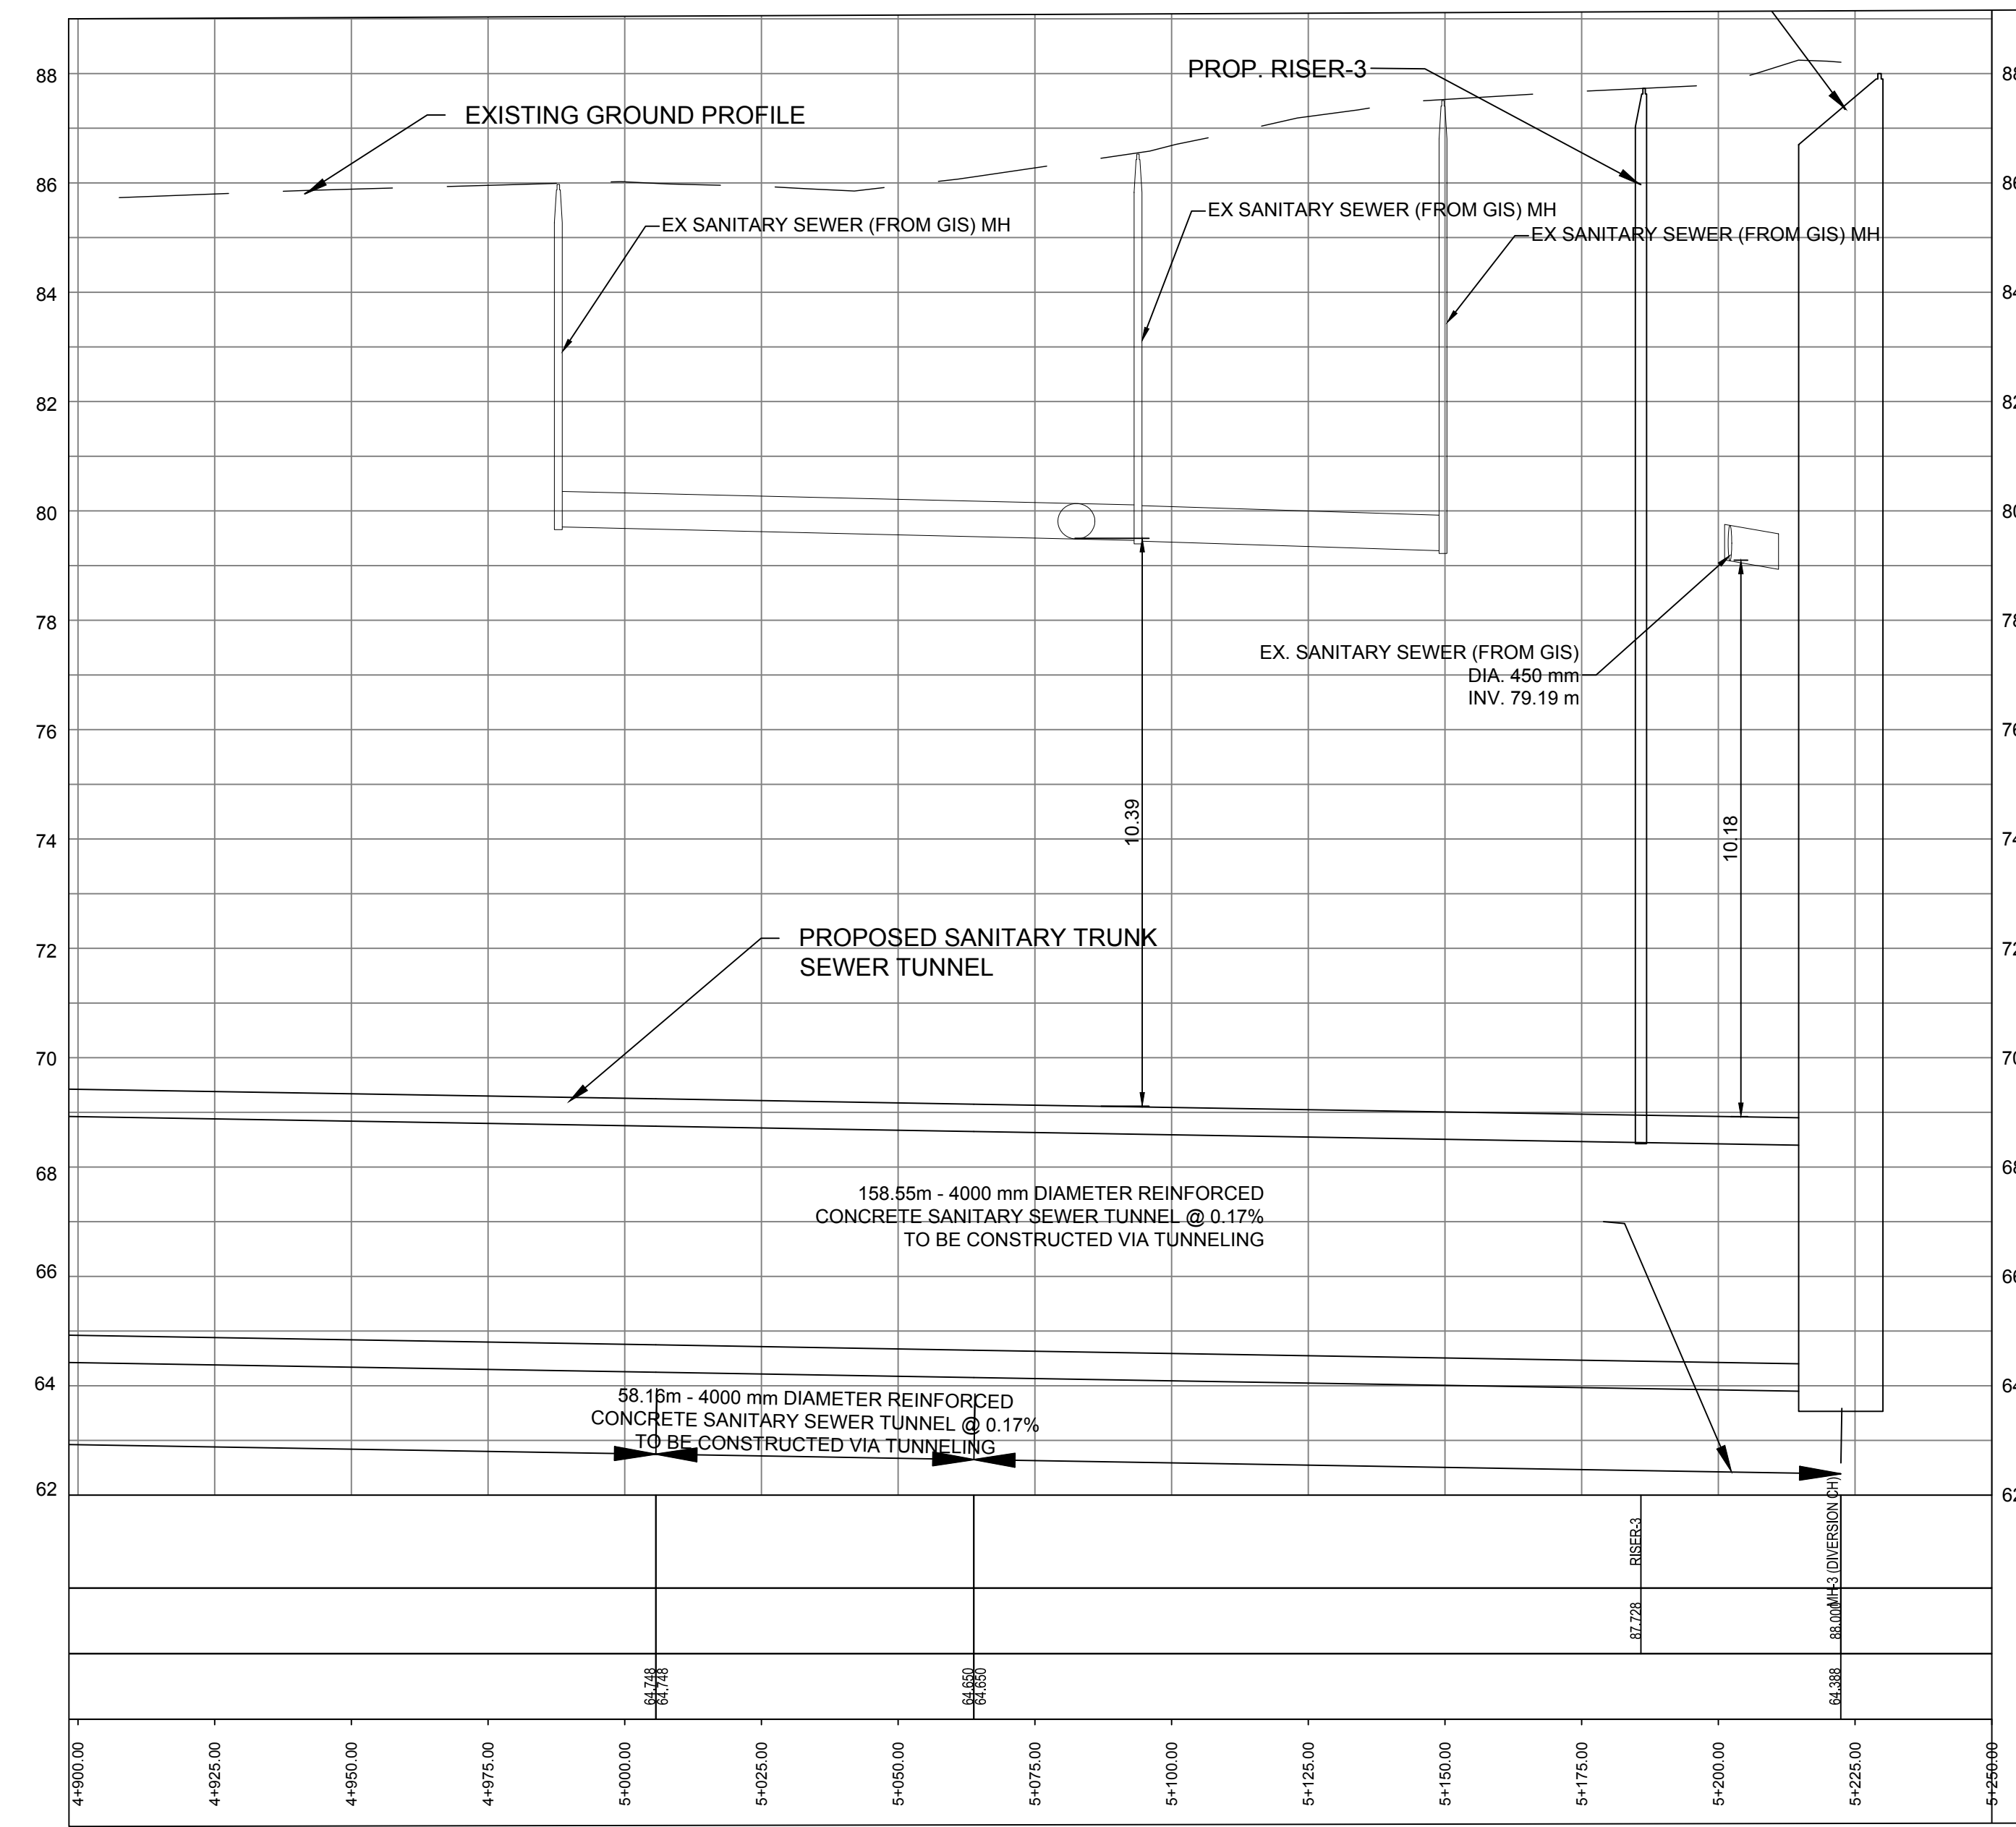 PROP. RISER-3
EXISTING GROUND PROFILE
EX SANITARY SEWER (FROM GIS) MH
EX SANITARY SEWER (FROM GIS) MH
EX SANITARY SEWER (FROM GIS) MH
EX. SANITARY SEWER (FROM GIS)
DIA. 450 mm
INV. 79.19 m
10.39
10.18
PROPOSED SANITARY TRUNK
SEWER TUNNEL
158.55m - 4000 mm DIAMETER REINFORCED
CONCRETE SANITARY SEWER TUNNEL @ 0.17%
TO BE CONSTRUCTED VIA TUNNELING
58.16m - 4000 mm DIAMETER REINFORCED
CONCRETE SANITARY SEWER TUNNEL @ 0.17%
TO BE CONSTRUCTED VIA TUNNELING
88
86
84
82
80
78
76
74
72
70
68
66
64
62
RISER-3
MH-3 (DIVERSION CH)
87.728
88.000
64.748
64.748
64.650
64.650
64.388
4+900.00
4+925.00
4+950.00
4+975.00
5+000.00
5+025.00
5+050.00
5+075.00
5+100.00
5+125.00
5+150.00
5+175.00
5+200.00
5+225.00
5+250.00